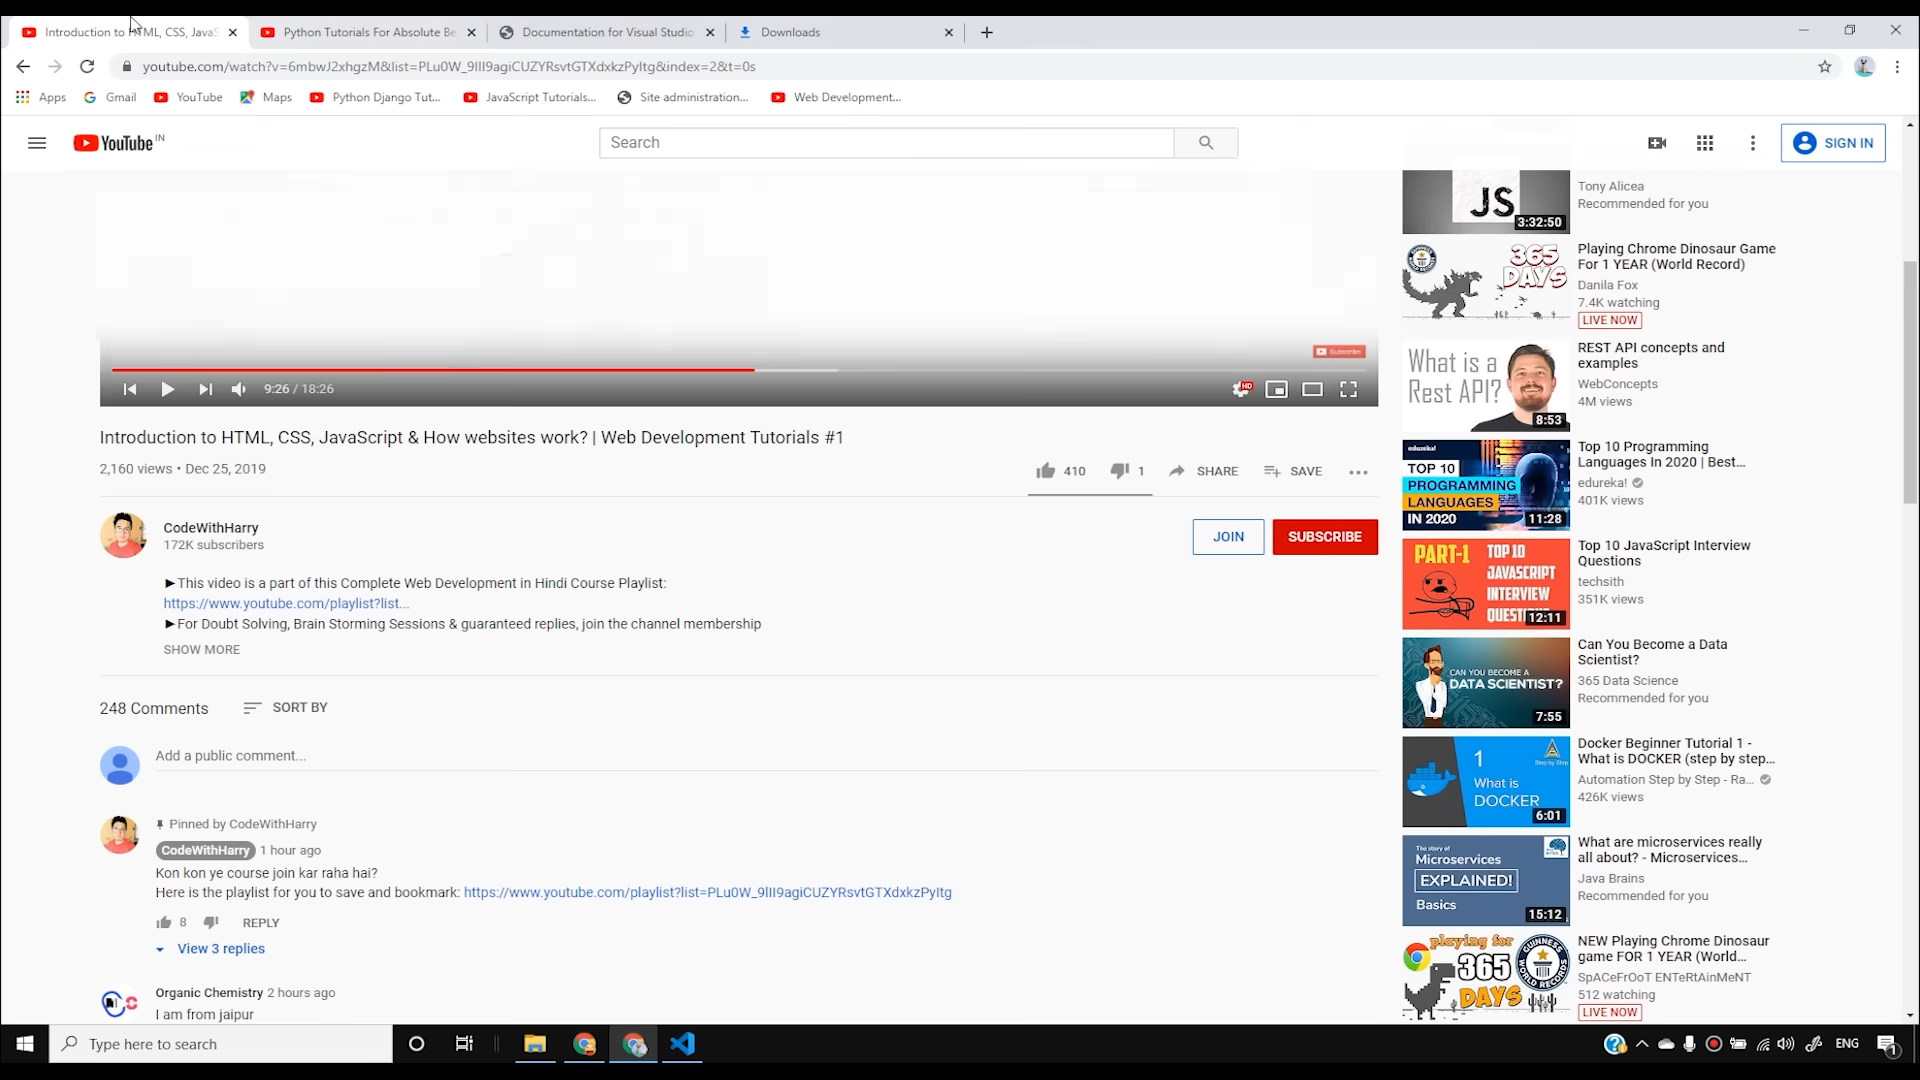 Introduction to HTML, CSS, JavaS
Python Tutorials For Absolute Be
Documentation for Visual Studio
Downloads
youtube.com/watch?v=6mbwJ2xhgzM&list=PLu0W_9lII9agiCUZYRsvtGTXdxkzPyItg&index=2&t=0s
Apps
Gmail
YouTube
Maps
Python Django Tut...
JavaScript Tutorials...
Site administration...
Web Development...
YouTube IN
Search
SIGN IN
Subscribe
9:26 / 18:26
Introduction to HTML, CSS, JavaScript & How websites work? | Web Development Tutorials #1
2,160 views • Dec 25, 2019
410
1
SHARE
SAVE
CodeWithHarry
172K subscribers
JOIN
SUBSCRIBE
►This video is a part of this Complete Web Development in Hindi Course Playlist:
https://www.youtube.com/playlist?list...
►For Doubt Solving, Brain Storming Sessions & guaranteed replies, join the channel membership
SHOW MORE
248 Comments
SORT BY
Add a public comment...
Pinned by CodeWithHarry
CodeWithHarry 1 hour ago
Kon kon ye course join kar raha hai?
Here is the playlist for you to save and bookmark: https://www.youtube.com/playlist?list=PLu0W_9lII9agiCUZYRsvtGTXdxkzPyItg
8
REPLY
View 3 replies
Organic Chemistry 2 hours ago
I am from jaipur
JS
3:32:50
Tony Alicea
Recommended for you
365
DAYS
Playing Chrome Dinosaur Game
For 1 YEAR (World Record)
Danila Fox
7.4K watching
LIVE NOW
What is a
Rest API?
8:53
REST API concepts and
examples
WebConcepts
4M views
edureka!
TOP 10
PROGRAMMING
LANGUAGES
IN 2020
11:28
Top 10 Programming
Languages In 2020 | Best...
edureka!
401K views
PART-1
TOP 10
JAVASCRIPT
INTERVIEW
QUEST
12:11
Top 10 JavaScript Interview
Questions
techsith
351K views
CAN YOU BECOME A
DATA SCIENTIST?
7:55
Can You Become a Data
Scientist?
365 Data Science
Recommended for you
1
What is
DOCKER
Step by Step
6:01
Docker Beginner Tutorial 1 -
What is DOCKER (step by step...
Automation Step by Step - Ra...
426K views
The story of
Microservices
EXPLAINED!
Basics
15:12
What are microservices really
all about? - Microservices...
Java Brains
Recommended for you
playing for
365
DAYS
NEW Playing Chrome Dinosaur
game FOR 1 YEAR (World...
SpACeFrOoT ENTeRtAinMeNT
512 watching
LIVE NOW
Type here to search
ENG
1